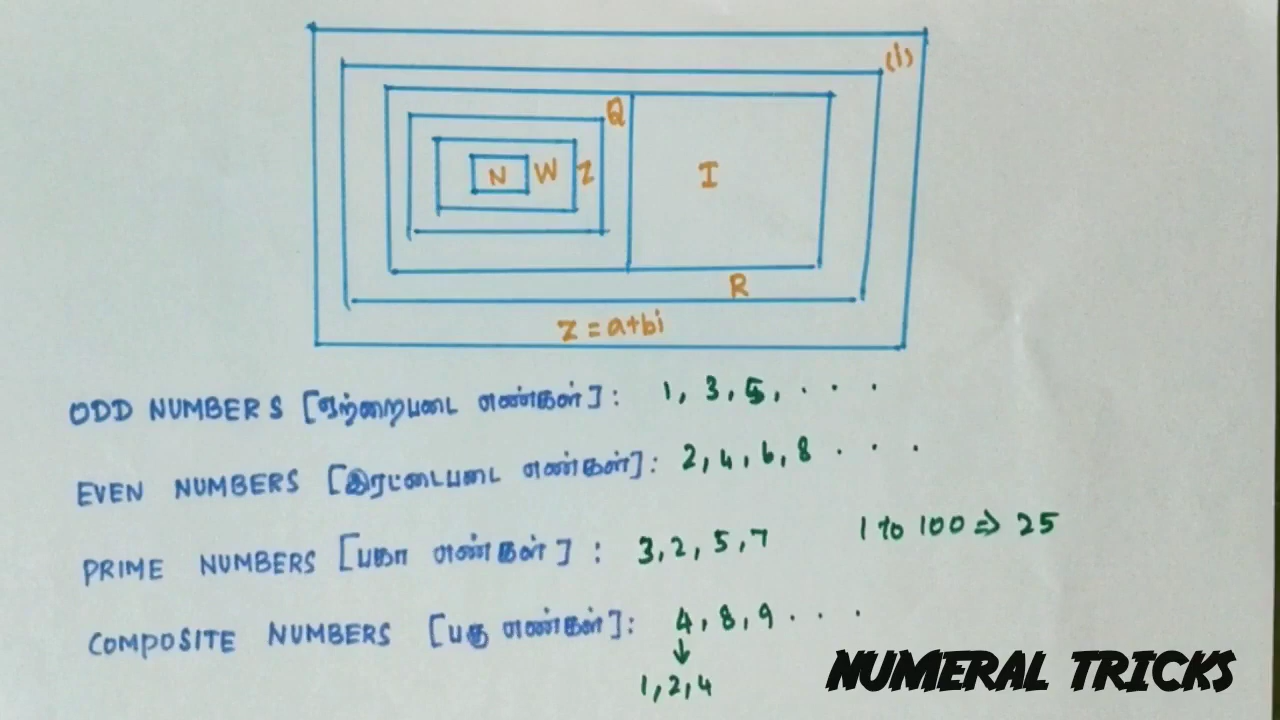 (i)
Q
N W Z I
R
Z = a+bi
ODD NUMBERS [ஒற்றைபடை எண்கள்] : 1, 3, 5, . . .
EVEN NUMBERS [இரட்டைபடை எண்கள்] : 2, 4, 6, 8 . . .
PRIME NUMBERS [பகா எண்கள்] : 3, 2, 5, 7 1 to 100 => 25
COMPOSITE NUMBERS [பகு எண்கள்] : 4, 8, 9 . . .
↓
1, 2, 4
NUMERAL TRICKS